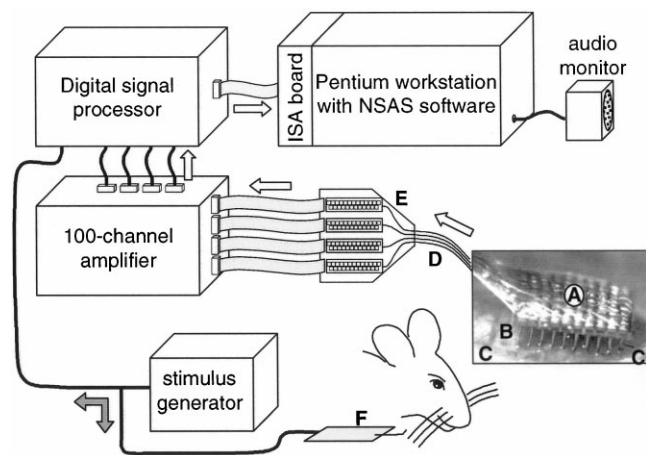 Digital signal
processor
ISA board
Pentium workstation
with NSAS software
audio
monitor
100-channel
amplifier
E
D
A
B
C
C
stimulus
generator
F